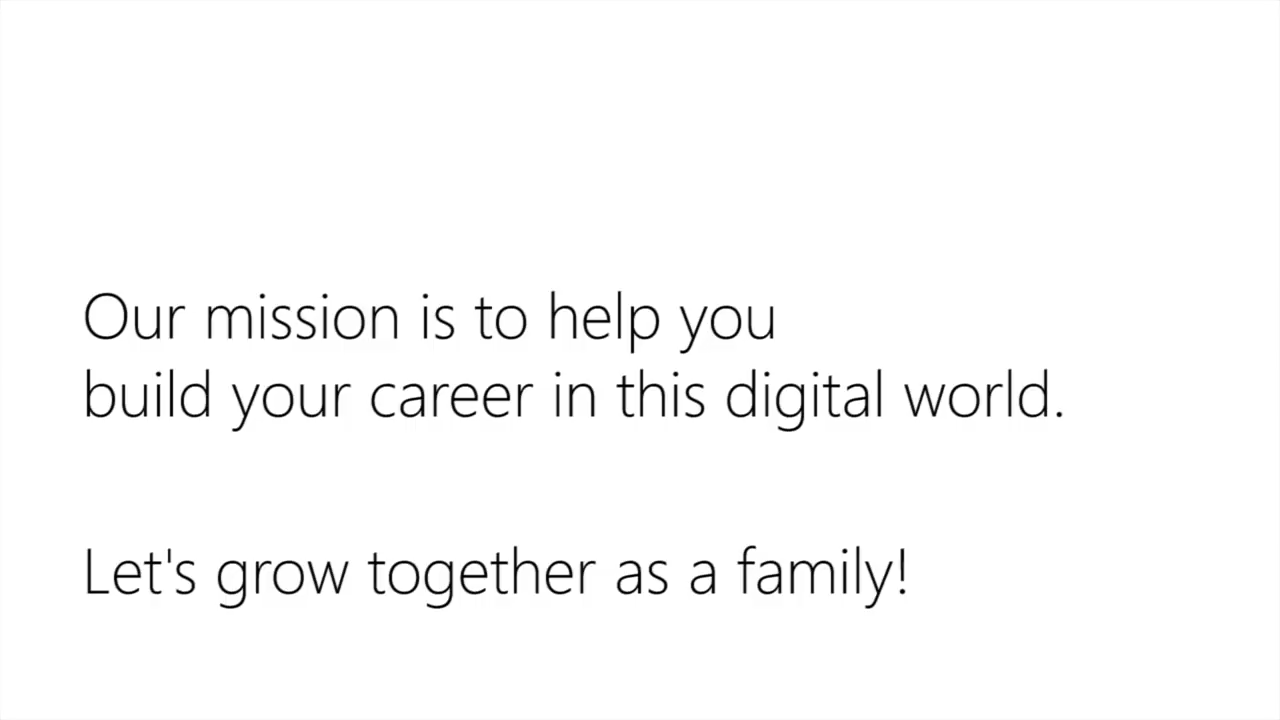 Our mission is to help you
build your career in this digital world.
Let's grow together as a family!